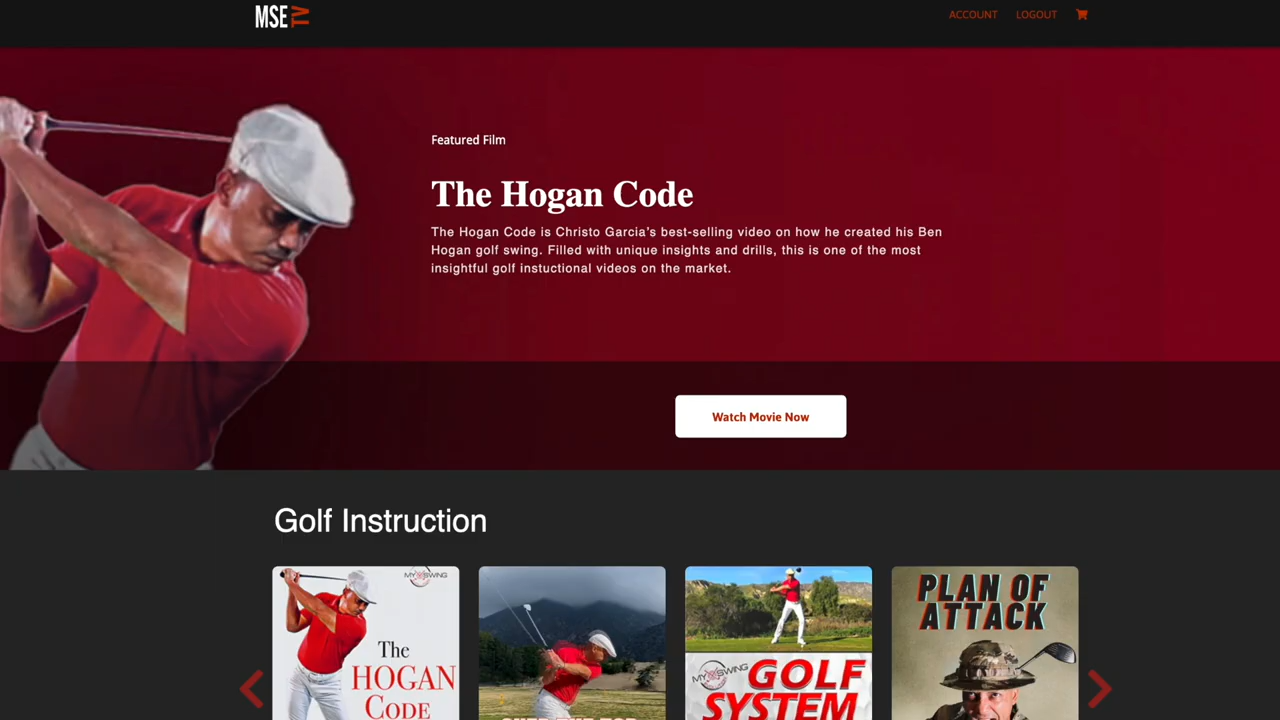 MSE TV
ACCOUNT LOGOUT
Featured Film
The Hogan Code
The Hogan Code is Christo Garcia's best-selling video on how he created his Ben
Hogan golf swing. Filled with unique insights and drills, this is one of the most
insightful golf instuctional videos on the market.
Watch Movie Now
Golf Instruction
MY SWING
The
HOGAN
Code
MY SWING
GOLF
SYSTEM
PLAN OF
ATTACK